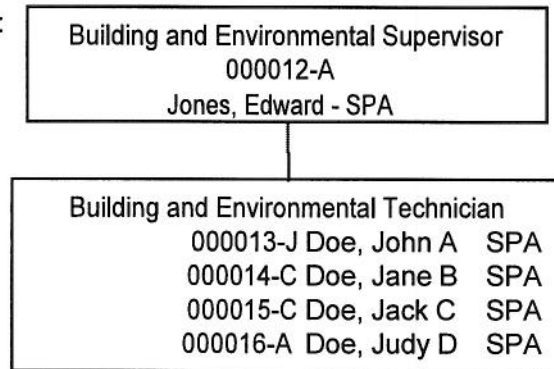 :
Building and Environmental Supervisor
000012-A
Jones, Edward - SPA
Building and Environmental Technician
000013-J Doe, John A SPA
000014-C Doe, Jane B SPA
000015-C Doe, Jack C SPA
000016-A Doe, Judy D SPA